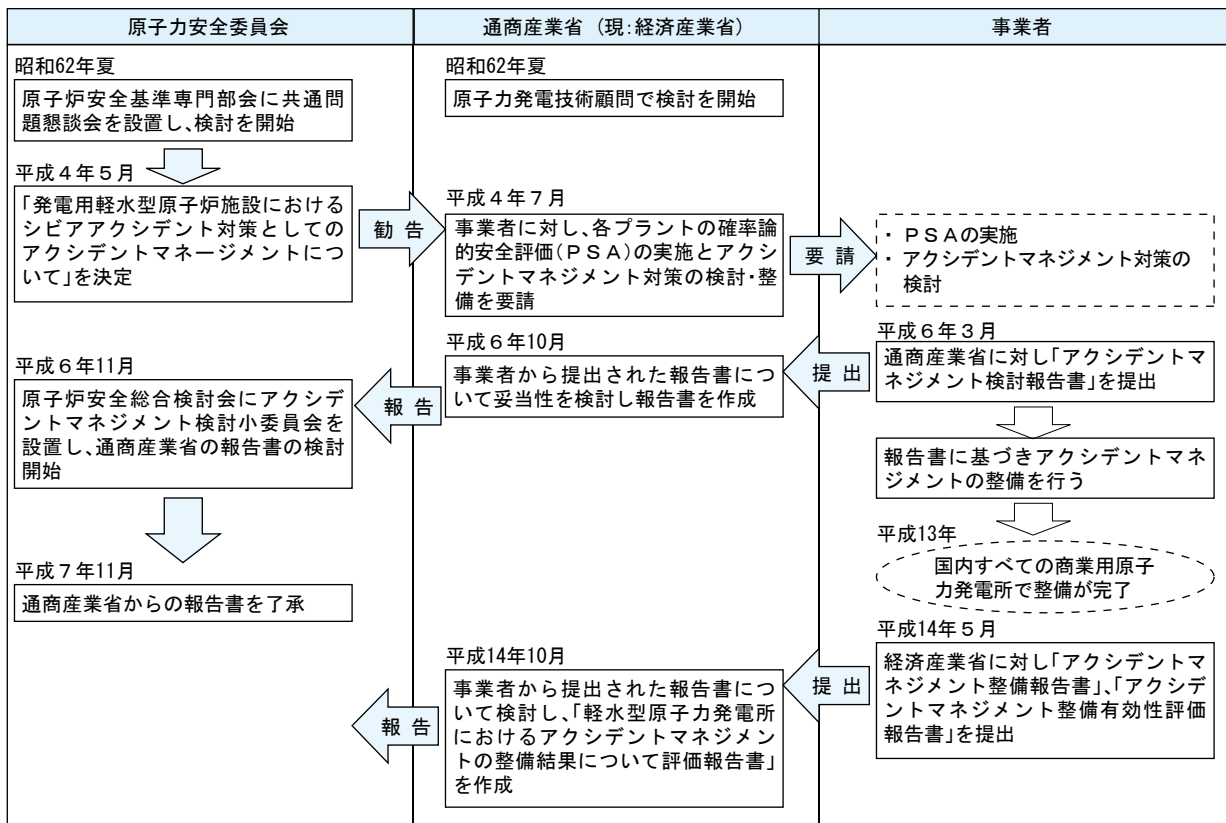 原子力安全委員会
通商産業省（現:経済産業省）
事業者
昭和62年夏
原子炉安全基準専門部会に共通問
題懇談会を設置し、検討を開始
昭和62年夏
原子力発電技術顧問で検討を開始
平成４年５月
「発電用軽水型原子炉施設における
シビアアクシデント対策としての
アクシデントマネージメントにつ
いて」を決定
勧告
平成４年７月
事業者に対し、各プラントの確率論
的安全評価(ＰＳＡ)の実施とアクシ
デントマネジメント対策の検討・整
備を要請
要請
・ ＰＳＡの実施
・ アクシデントマネジメント対策の
検討
平成６年３月
通商産業省に対し「アクシデントマ
ネジメント検討報告書」を提出
提出
平成６年10月
事業者から提出された報告書につ
いて妥当性を検討し報告書を作成
報告
平成６年11月
原子炉安全総合検討会にアクシデ
ントマネジメント検討小委員会を
設置し、通商産業省の報告書の検討
開始
報告書に基づきアクシデントマネ
ジメントの整備を行う
平成13年
国内すべての商業用原子
力発電所で整備が完了
平成７年11月
通商産業省からの報告書を了承
平成14年５月
経済産業省に対し「アクシデントマ
ネジメント整備報告書」、「アクシデ
ントマネジメント整備有効性評価
報告書」を提出
提出
平成14年10月
事業者から提出された報告書につ
いて検討し、「軽水型原子力発電所
におけるアクシデントマネジメント
の整備結果について評価報告書」
を作成
報告